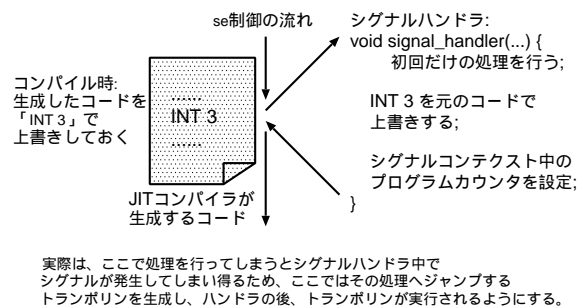 se制御の流れ
シグナルハンドラ:
void signal_handler(...) {
初回だけの処理を行う;
INT 3 を元のコードで
上書きする;
シグナルコンテクスト中の
プログラムカウンタを設定;
}
コンパイル時:
生成したコードを
「 INT 3 」で
上書きしておく
……
INT 3
……
JITコンパイラが
生成するコード
実際は、ここで処理を行ってしまうとシグナルハンドラ中で
シグナルが発生してしまい得るため、ここではその処理へジャンプする
トランポリンを生成し、ハンドラの後、トランポリンが実行されるようにする。